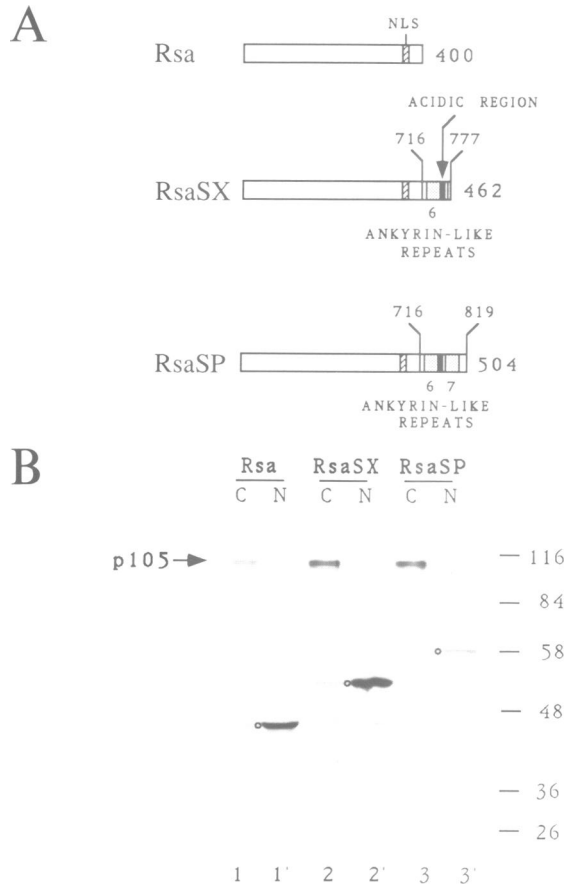 A
NLS
Rsa 400
ACIDIC REGION
716 777
RsaSX 462
6
ANKYRIN-LIKE
REPEATS
716 819
RsaSP 504
6 7
ANKYRIN-LIKE
REPEATS
B
Rsa RsaSX RsaSP
C N C N C N
p105 116
84
58
48
36
26
1 1' 2 2' 3 3'